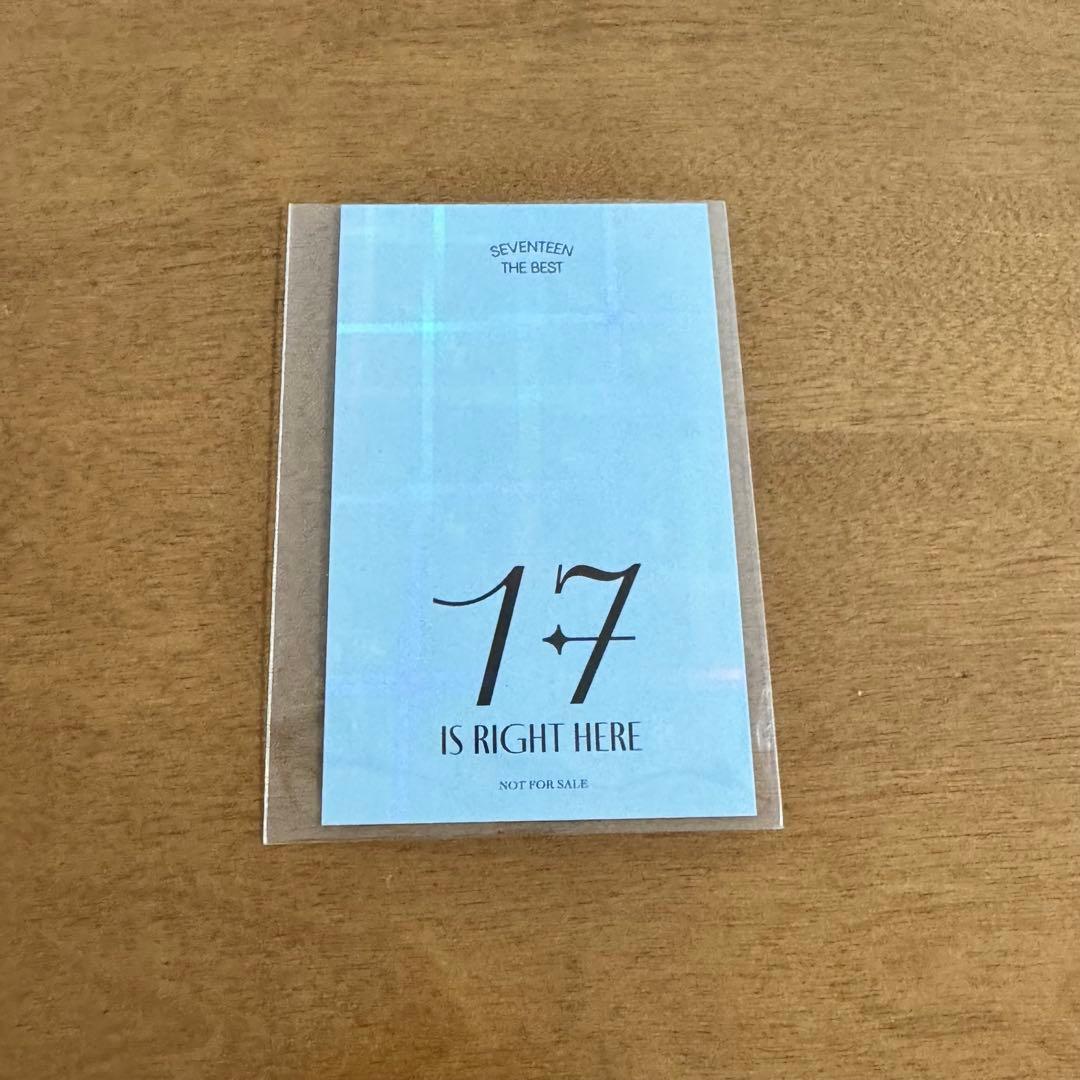 SEVENTEEN
THE BEST
17
IS RIGHT HERE
NOT FOR SALE